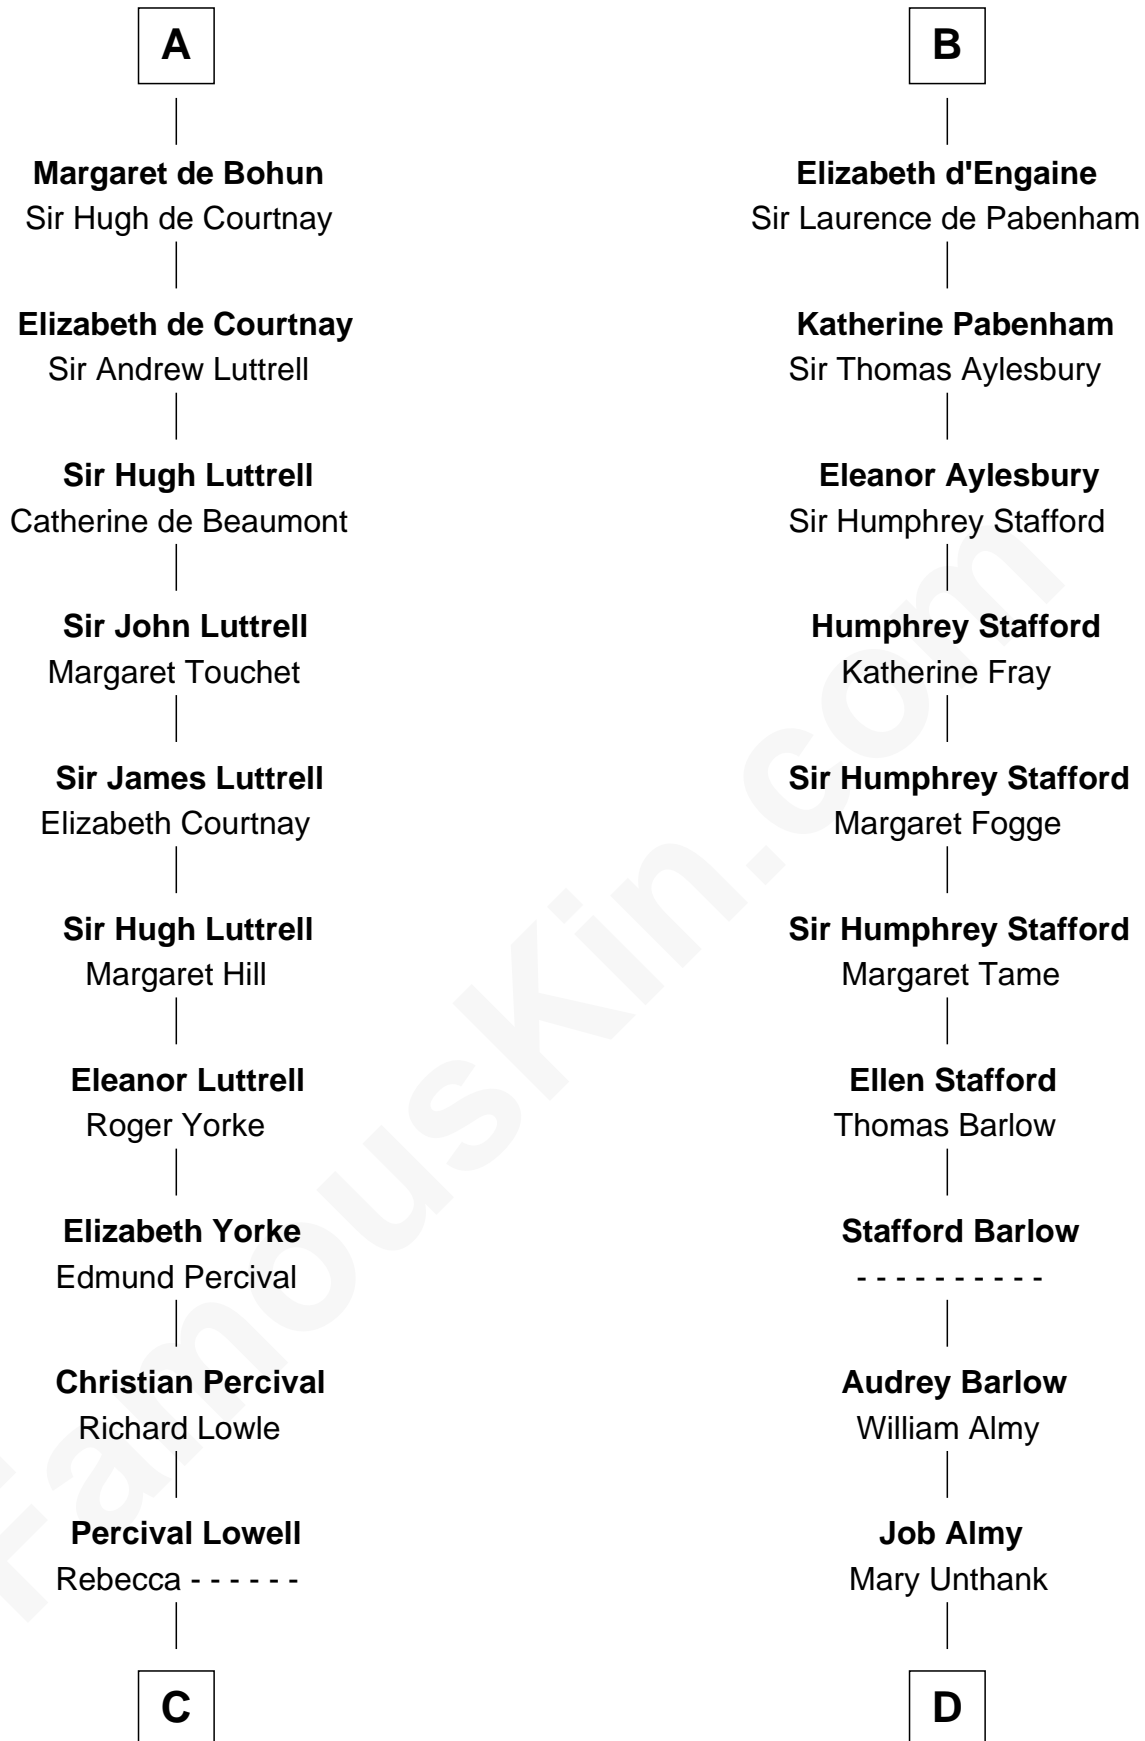 A
Margaret de Bohun
Sir Hugh de Courtnay
Elizabeth de Courtnay
Sir Andrew Luttrell
Sir Hugh Luttrell
Catherine de Beaumont
Sir John Luttrell
Margaret Touchet
Sir James Luttrell
Elizabeth Courtnay
Sir Hugh Luttrell
Margaret Hill
Eleanor Luttrell
Roger Yorke
Elizabeth Yorke
Edmund Percival
Christian Percival
Richard Lowle
Percival Lowell
Rebecca - - - - - -
C
B
Elizabeth d'Engaine
Sir Laurence de Pabenham
Katherine Pabenham
Sir Thomas Aylesbury
Eleanor Aylesbury
Sir Humphrey Stafford
Humphrey Stafford
Katherine Fray
Sir Humphrey Stafford
Margaret Fogge
Sir Humphrey Stafford
Margaret Tame
Ellen Stafford
Thomas Barlow
Stafford Barlow
- - - - - - - - - -
Audrey Barlow
William Almy
Job Almy
Mary Unthank
D
FamousKin.com